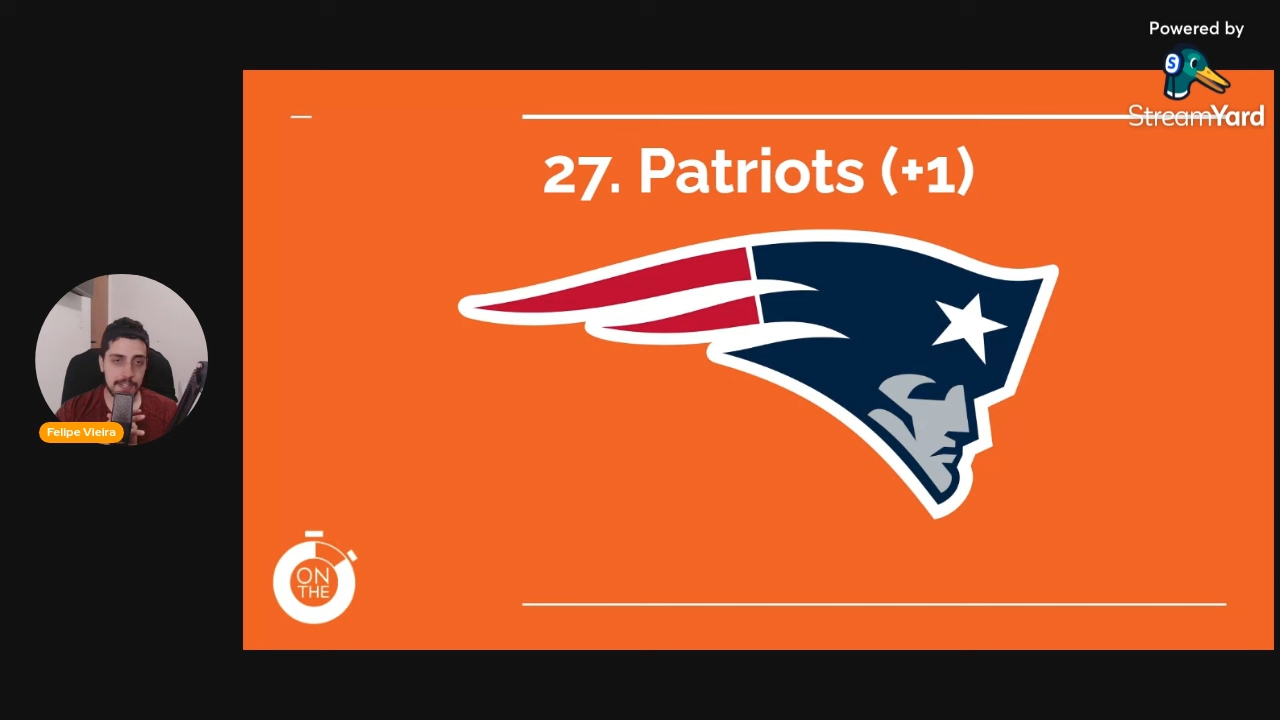 Powered by
S
StreamYard
27. Patriots (+1)
Felipe Vieira
ON
THE